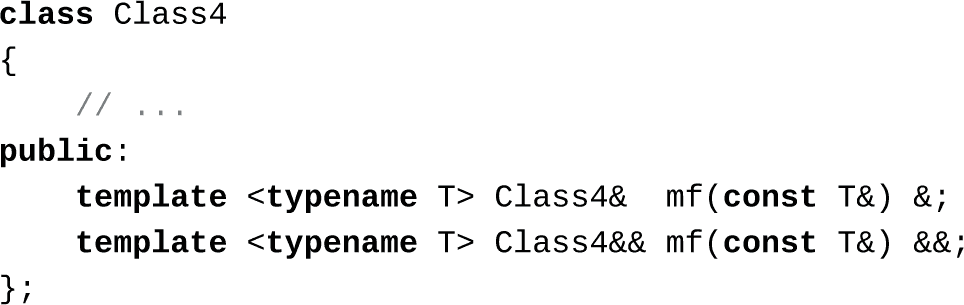 class Class4
{
    // ...
public:
    template <typename T> Class4&  mf(const T&) &;
    template <typename T> Class4&& mf(const T&) &&;
};